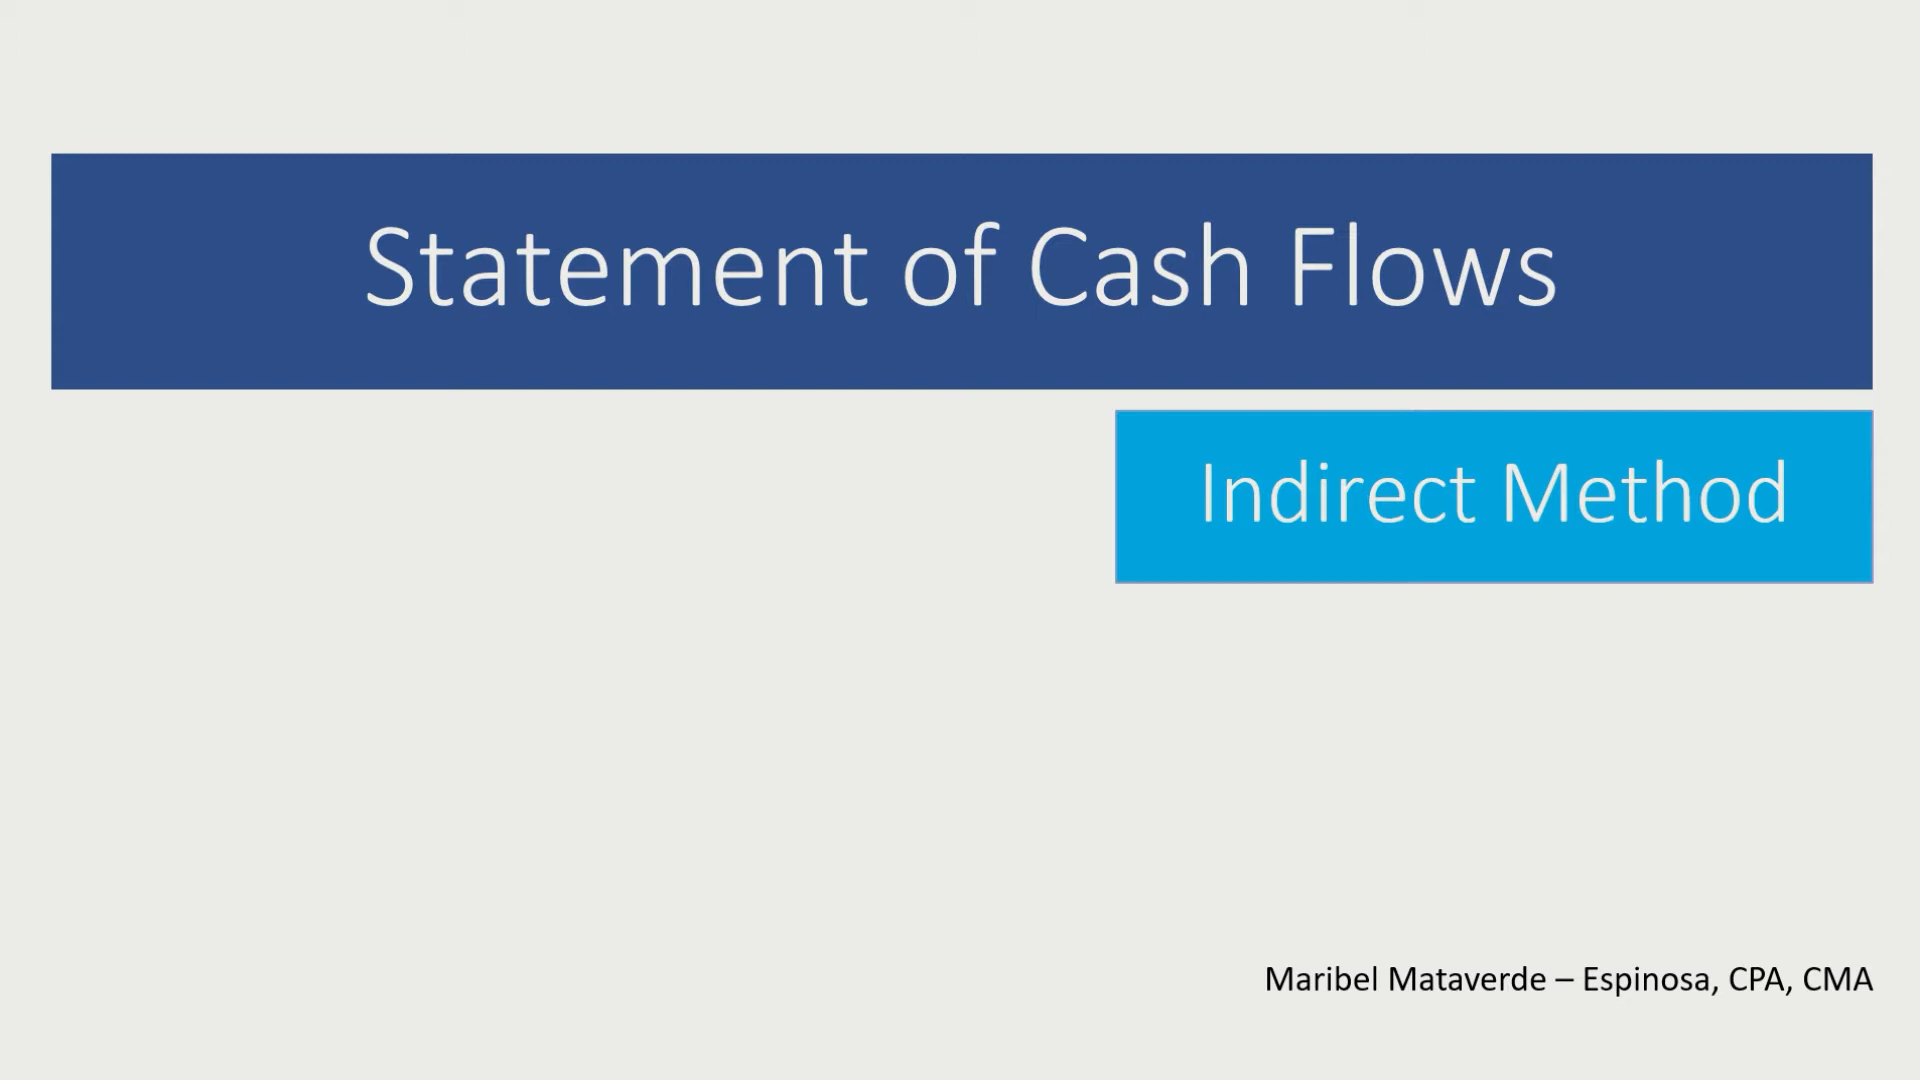 Statement of Cash Flows
Indirect Method
Maribel Mataverde – Espinosa, CPA, CMA